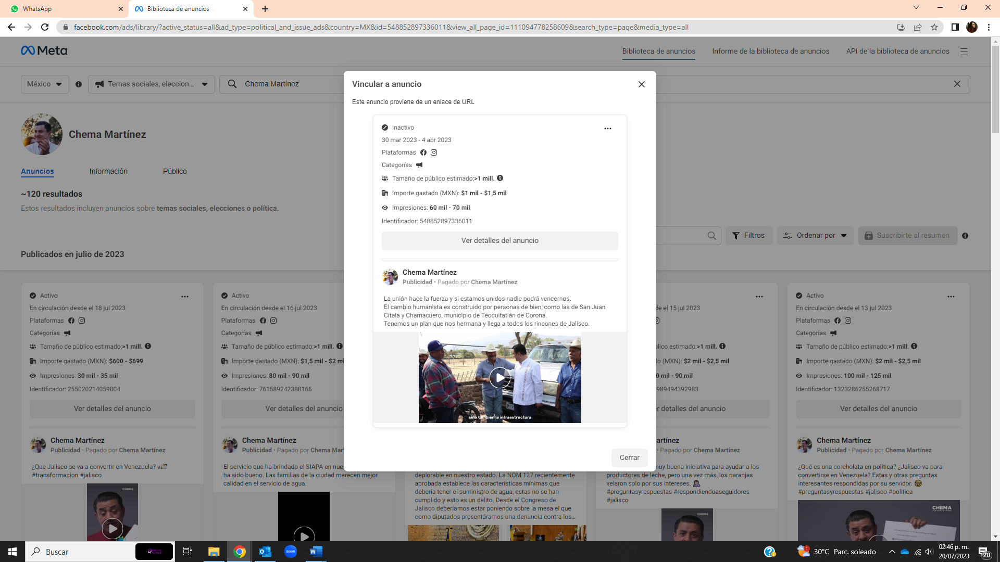 WhatsApp
Biblioteca de anuncios
facebook.com/ads/library/?active_status=all&ad_type=political_and_issue_ads&country=MX&id=548852897336011&view_all_page_id=111094778258609&search_type=page&media_type=all
Meta
Biblioteca de anuncios
Informe de la biblioteca de anuncios
API de la biblioteca de anuncios
México
Temas sociales, eleccion...
Chema Martínez
Chema Martínez
Anuncios
Información
Público
~120 resultados
Estos resultados incluyen anuncios sobre temas sociales, elecciones o política.
Filtros
Ordenar por
Suscribirte al resumen
Publicados en julio de 2023
Vincular a anuncio
Este anuncio proviene de un enlace de URL
Inactivo
30 mar 2023 - 4 abr 2023
Plataformas
Categorías
Tamaño de público estimado:>1 mill.
Importe gastado (MXN): $1 mil - $1,5 mil
Impresiones: 60 mil - 70 mil
Identificador: 548852897336011
Ver detalles del anuncio
Chema Martínez
Publicidad • Pagado por Chema Martínez
La unión hace la fuerza y si estamos unidos nadie podrá vencernos.
El cambio humanista es construido por personas de bien, como las de San Juan
Cítala y Chamacuero, municipio de Teocuitatlán de Corona.
Tenemos un plan que nos hermana y llega a todos los rincones de Jalisco.
sino también la infraestructura
Cerrar
Activo
En circulación desde el 18 jul 2023
Plataformas
Categorías
Tamaño de público estimado:>1 mill.
Importe gastado (MXN): $600 - $699
Impresiones: 30 mil - 35 mil
Identificador: 255020214059004
Ver detalles del anuncio
Chema Martínez
Publicidad • Pagado por Chema Martínez
¿Que Jalisco se va a convertir en Venezuela? 🇻🇪⁉
#transformacion #jalisco
CHEMA
Activo
En circulación desde el 16 jul 2023
Plataformas
Categorías
Tamaño de público estimado:>1 mill.
Importe gastado (MXN): $1,5 mil - $2 mi
Impresiones: 80 mil - 90 mil
Identificador: 761589242388166
Ver detalles del anuncio
Chema Martínez
Publicidad • Pagado por Chema Mar
El servicio que ha brindado el SIAPA en nue
ha sido bueno. Las familias de la ciudad merecen mejor
calidad en el servicio de agua.
deplorable en nuestro estado. La NOM 127 recientemente
aprobada establece las características mínimas que
debería tener el suministro de agua, estas no se han
cumplido y esto es un delito. Desde el Congreso de
Jalisco deberíamos estar poniendo sobre la mesa el que
como diputados presentáramos una denuncia contra los...
el 15 jul 2023
lico estimado:>1 mill.
do (MXN): $2 mil - $2,5 mil
0 mil - 90 mil
989494392983
r detalles del anuncio
artínez
• Pagado por Chema Martínez
muy buena iniciativa para ayudar a los
productores de leche, pero una vez más, los naranjas
velaron solo por sus intereses. 🤷🏻‍♂️
#preguntasyrespuestas #respondiendoaseguidores
#jalisco
CHEMA
Activo
En circulación desde el 13 jul 2023
Plataformas
Categorías
Tamaño de público estimado:>1 mill.
Importe gastado (MXN): $2 mil - $2,5 mil
Impresiones: 100 mil - 125 mil
Identificador: 1323286255268717
Ver detalles del anuncio
Chema Martínez
Publicidad • Pagado por Chema Martínez
¿Qué es una corcholata en política? ¿Jalisco va para
convertirse en Venezuela? Estas y otras preguntas
interesantes respondidas por su servidor. 🤓
#preguntasyrespuestas #jalisco #politica
CHEMA
Buscar
zoom
30°C Parc. soleado
02:46 p. m.
20/07/2023
20